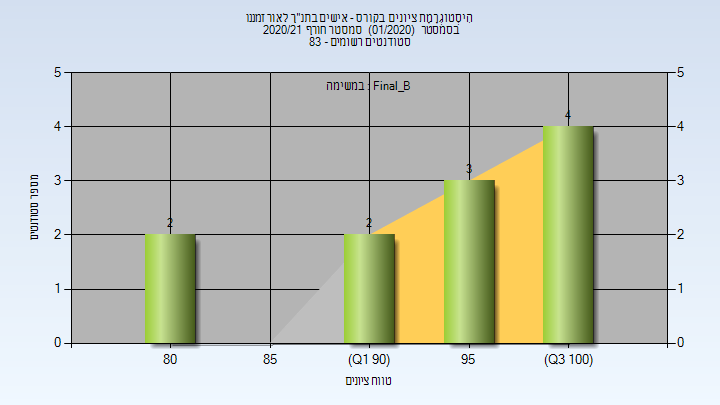 היסטוגרמת ציונים בקורס - אישים בתנ"ך לאור זמננו
בסמסטר (01/2020) סמסטר חורף 2020/21
סטודנטים רשומים - 83
במשימה : Final_B
5 5
4 4 4
3 3 3
2 2 2 2
1 1
0 0
80 85 (Q1 90) 95 (Q3 100)
מספר סטודנטים
טווח ציונים